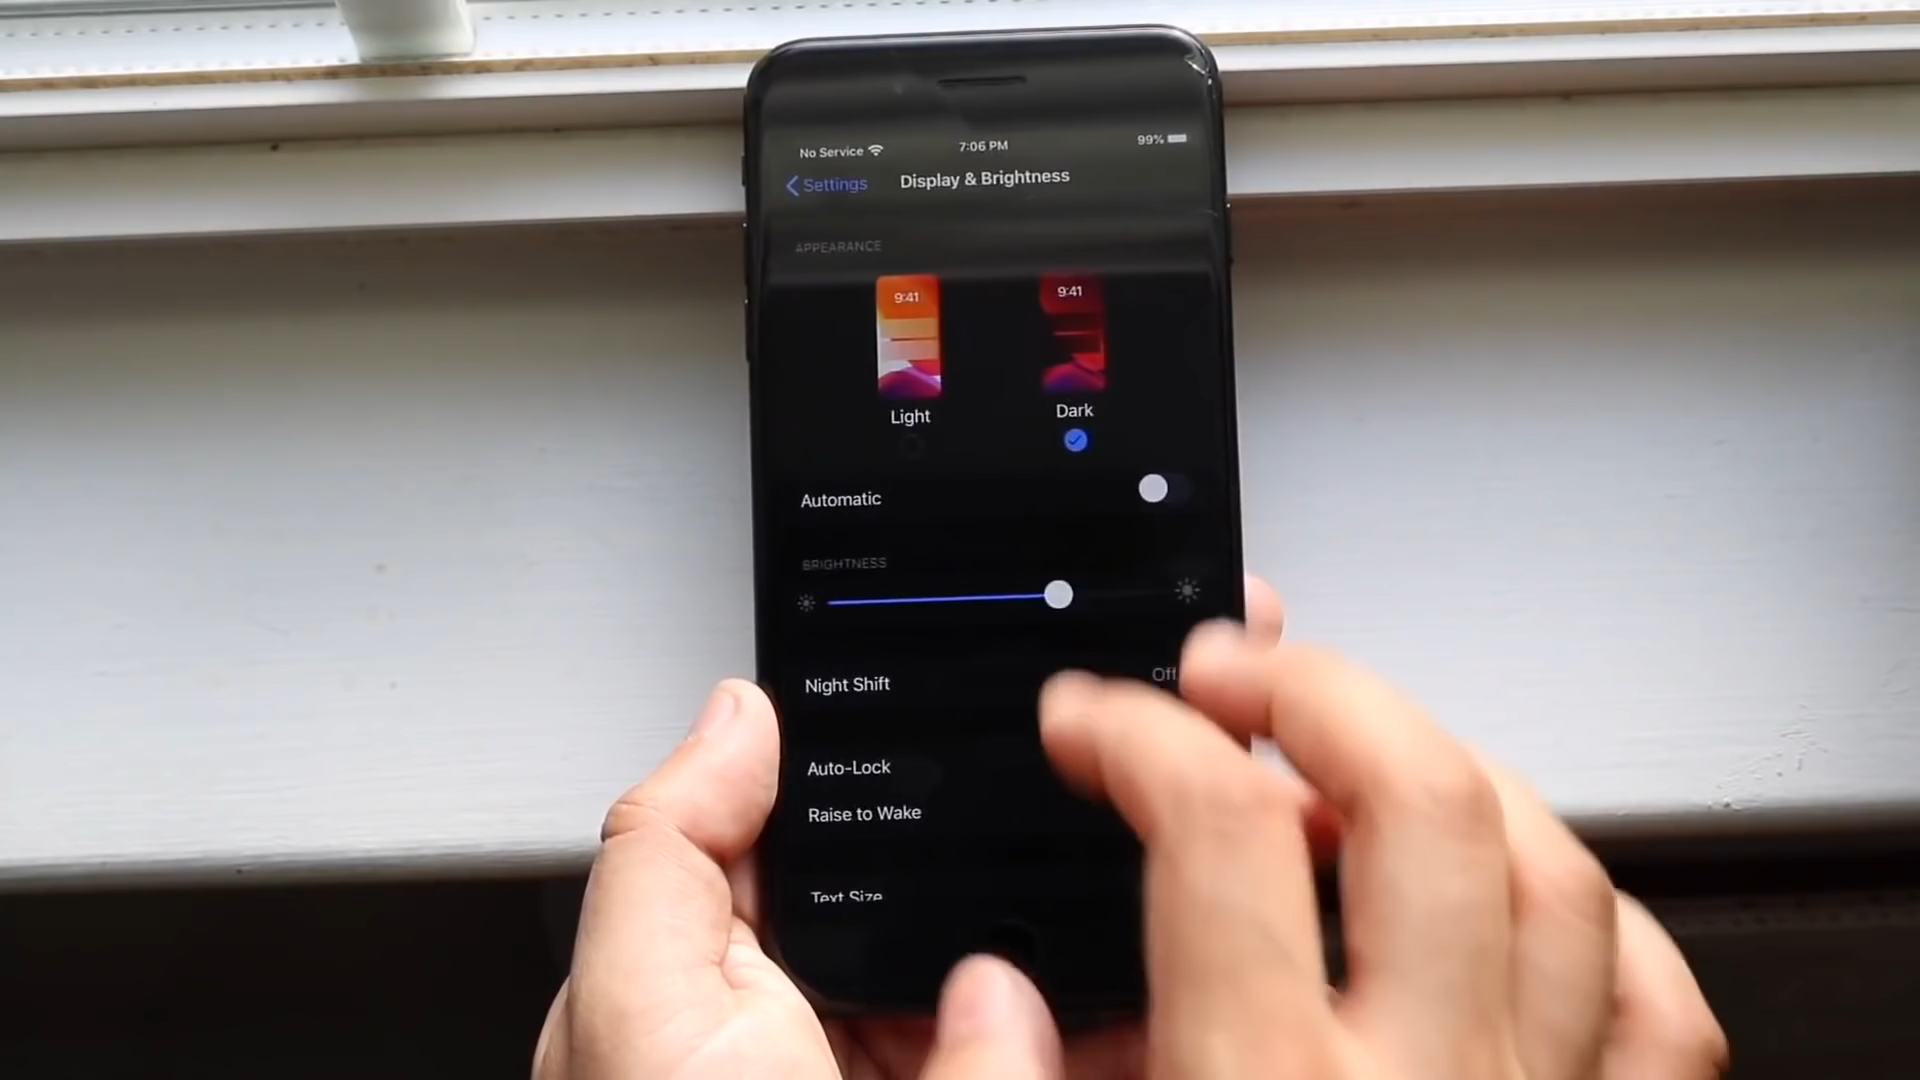 No Service 7:06 PM 99%
Settings Display & Brightness
APPEARANCE
9:41 9:41
Light Dark
Automatic
BRIGHTNESS
Night Shift Off
Auto-Lock
Raise to Wake
Text Size